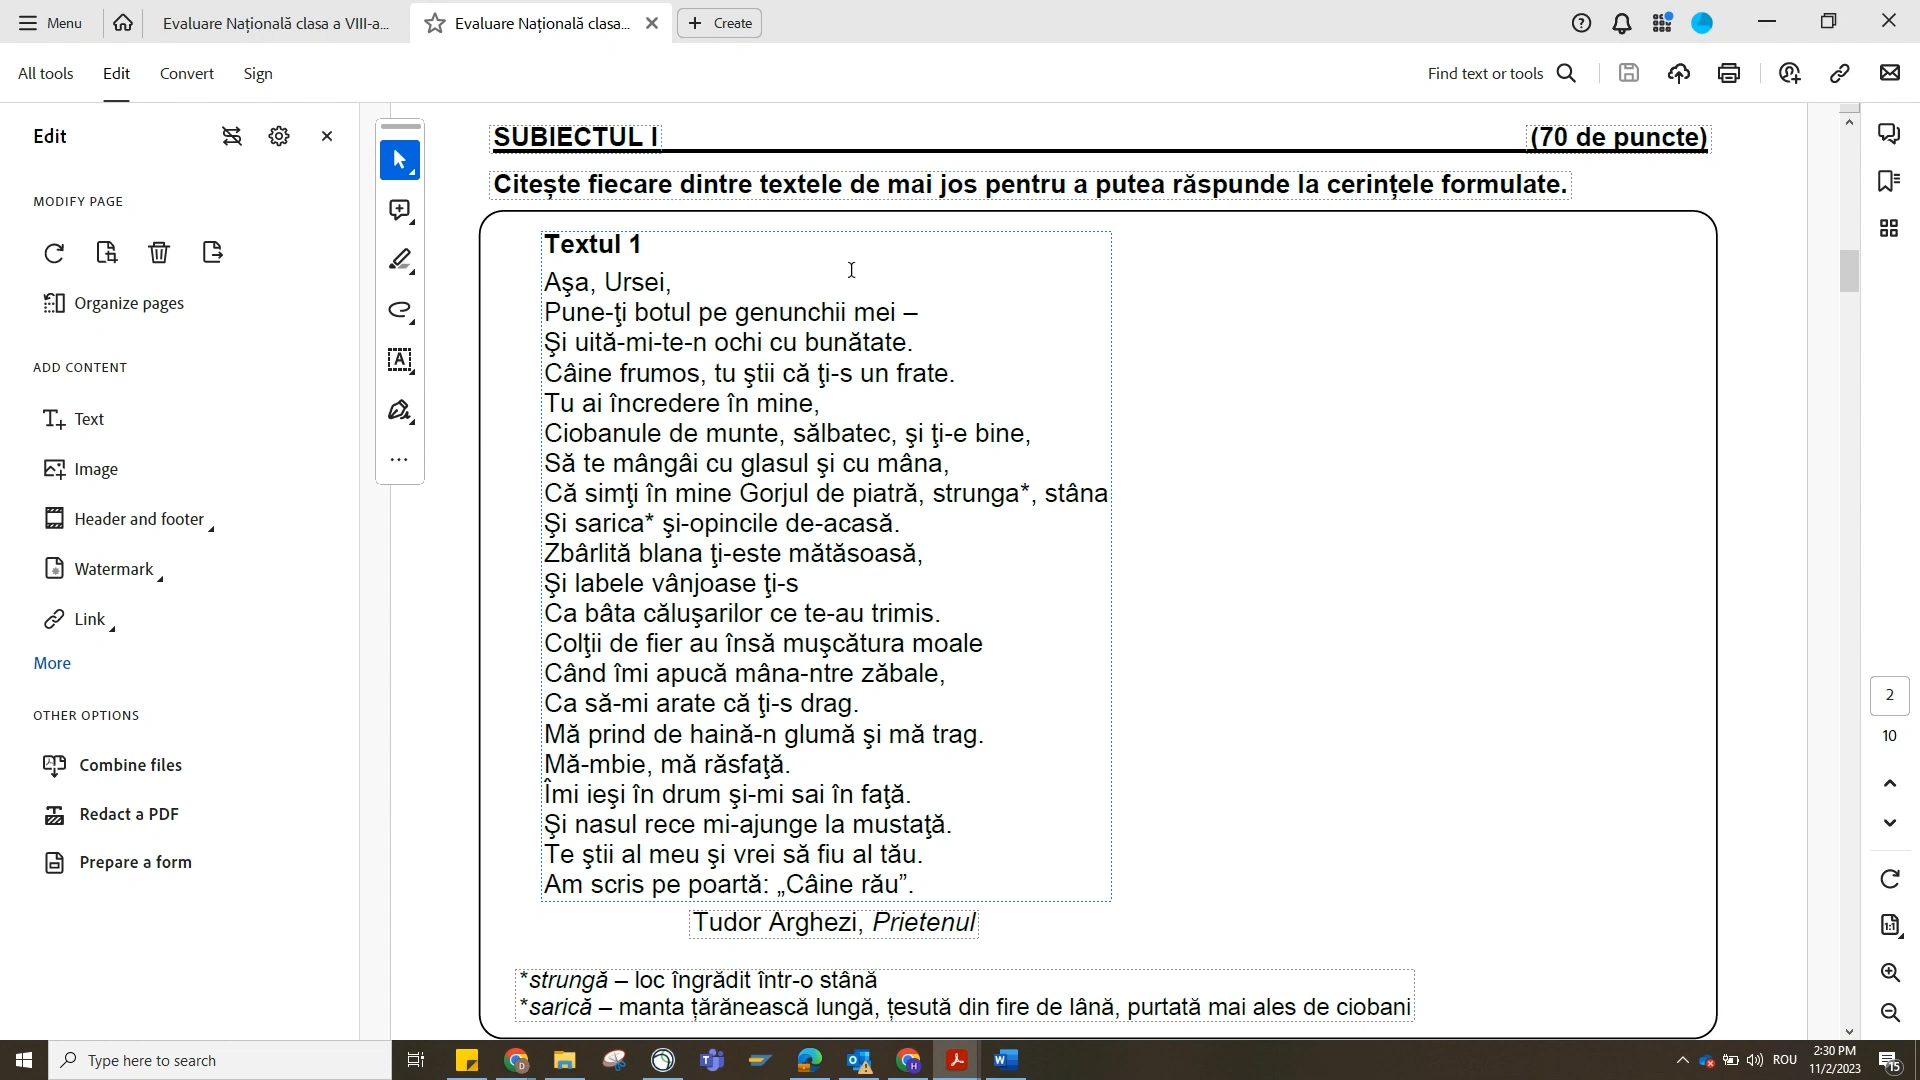 Menu
Evaluare Națională clasa a VIII-a...
Evaluare Națională clasa...
Create
All tools
Edit
Convert
Sign
Find text or tools
Edit
MODIFY PAGE
Organize pages
ADD CONTENT
Text
Image
Header and footer
Watermark
Link
More
OTHER OPTIONS
Combine files
Redact a PDF
Prepare a form
SUBIECTUL I (70 de puncte)
Citește fiecare dintre textele de mai jos pentru a putea răspunde la cerințele formulate.
Textul 1
Aşa, Ursei,
Pune-ţi botul pe genunchii mei –
Şi uită-mi-te-n ochi cu bunătate.
Câine frumos, tu ştii că ţi-s un frate.
Tu ai încredere în mine,
Ciobanule de munte, sălbatec, şi ţi-e bine,
Să te mângâi cu glasul şi cu mâna,
Că simţi în mine Gorjul de piatră, strunga*, stâna
Şi sarica* şi-opincile de-acasă.
Zbârlită blana ţi-este mătăsoasă,
Şi labele vânjoase ţi-s
Ca bâta căluşarilor ce te-au trimis.
Colţii de fier au însă muşcătura moale
Când îmi apucă mâna-ntre zăbale,
Ca să-mi arate că ţi-s drag.
Mă prind de haină-n glumă şi mă trag.
Mă-mbie, mă răsfaţă.
Îmi ieşi în drum şi-mi sai în faţă.
Şi nasul rece mi-ajunge la mustaţă.
Te ştii al meu şi vrei să fiu al tău.
Am scris pe poartă: „Câine rău”.
Tudor Arghezi, Prietenul
*strungă – loc îngrădit într-o stână
*sarică – manta țărănească lungă, țesută din fire de lână, purtată mai ales de ciobani
2
10
Type here to search
ROU
2:30 PM
11/2/2023
15